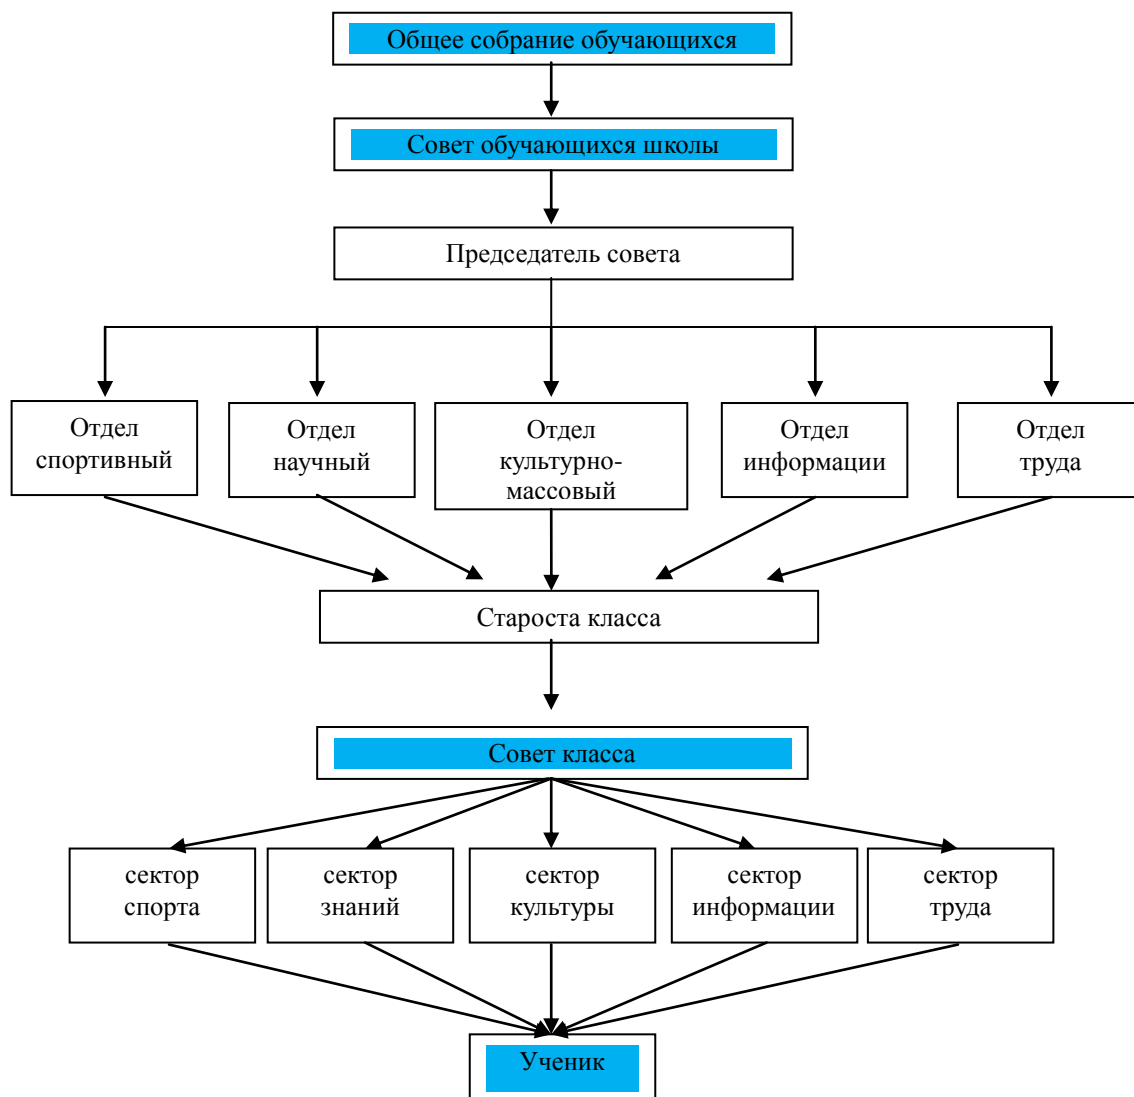 Общее собрание обучающихся
Совет обучающихся школы
Председатель совета
Отдел
спортивный
Отдел
научный
Отдел
культурно-
массовый
Отдел
информации
Отдел
труда
Староста класса
Совет класса
сектор
спорта
сектор
знаний
сектор
культуры
сектор
информации
сектор
труда
Ученик